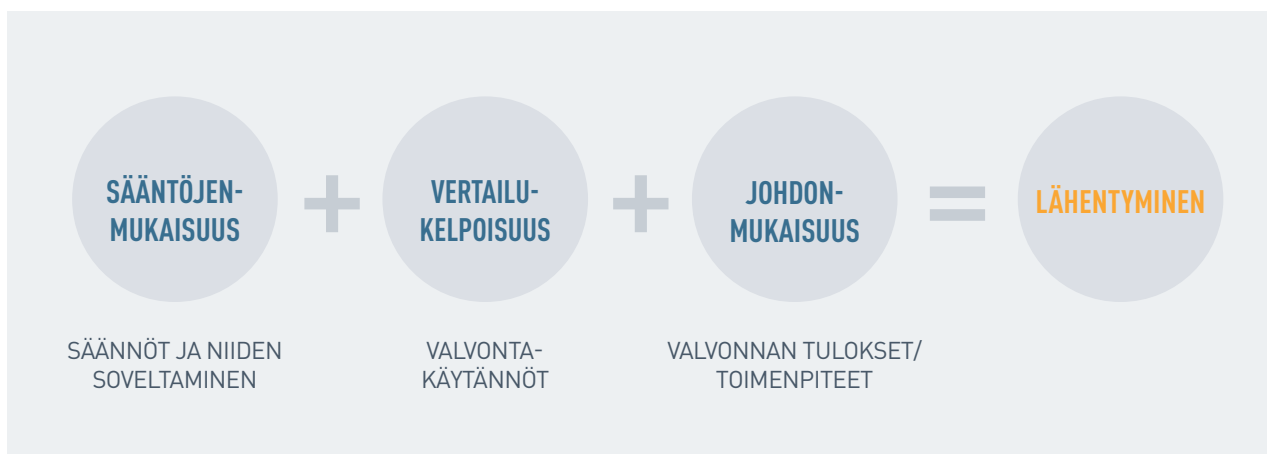 SÄÄNTÖJEN-
MUKAISUUS
+
VERTAILU-
KELPOISUUS
+
JOHDON-
MUKAISUUS
=
LÄHENTYMINEN
SÄÄNNÖT JA NIIDEN
SOVELTAMINEN
VALVONTA-
KÄYTÄNNÖT
VALVONNAN TULOKSET/
TOIMENPITEET